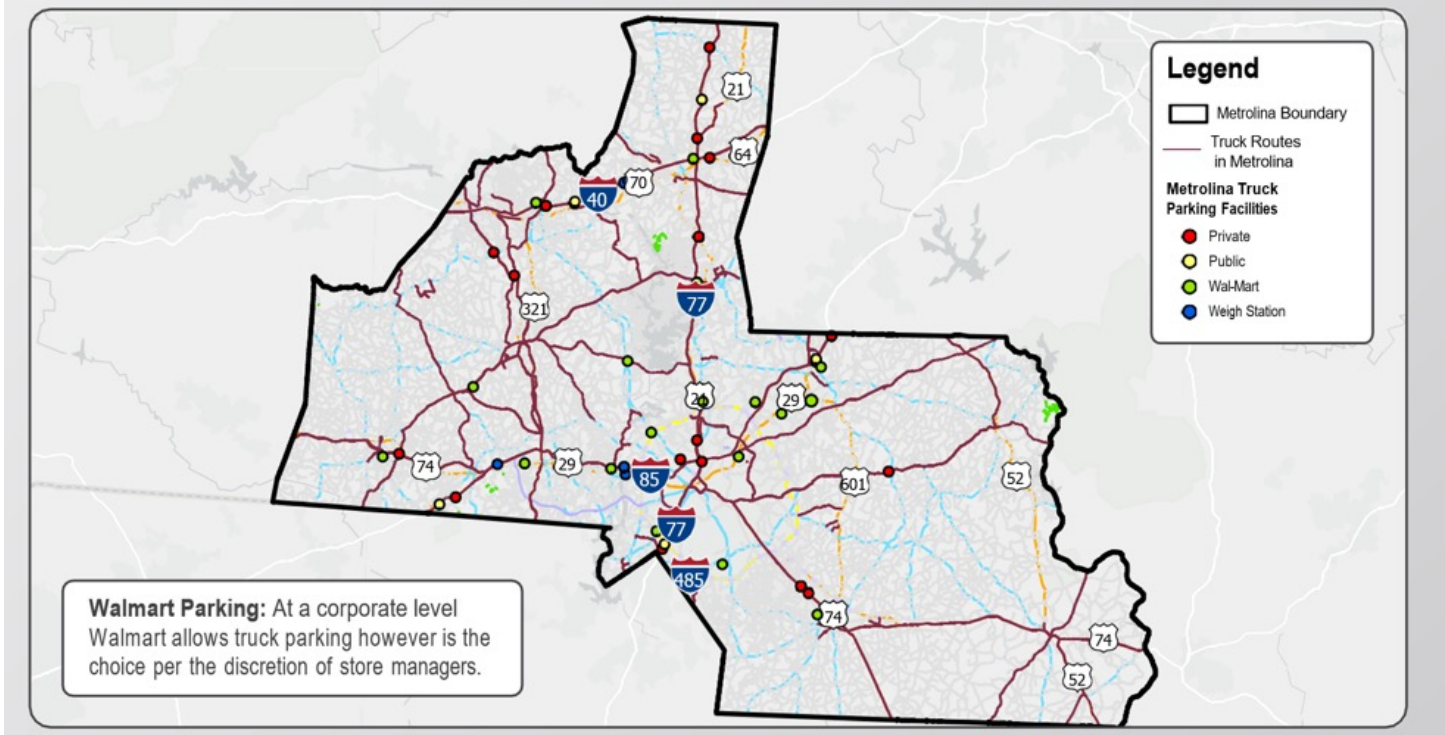 21
64
70
40
321
77
21
29
74
29
85
601
52
77
485
74
74
52
Legend
Metrolina Boundary
Truck Routes
in Metrolina
Metrolina Truck
Parking Facilities
Private
Public
Wal-Mart
Weigh Station
Walmart Parking: At a corporate level
Walmart allows truck parking however is the
choice per the discretion of store managers.